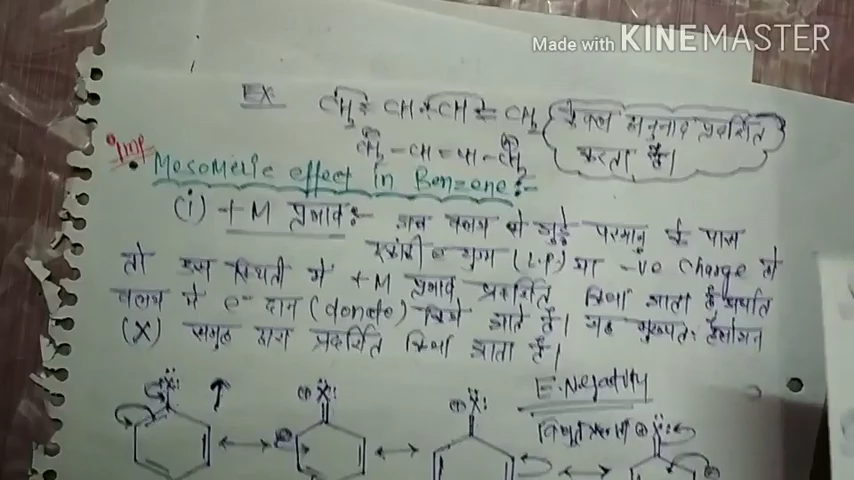 Made with KINEMASTER
Ex. CH₂ = CH - CH = CH₂ केवल अनुनाद प्रदर्शित
CH₂ - CH = CH - CH₂ करता है।
Imp
• Mesomeric effect in Benzene:-
(i) +M प्रभाव:- जब वलय से जुड़े परमाणु के पास
एकांकी e⁻ युग्म (L.P) या -ve charge हो
तो इस स्थिती में +M प्रभाव प्रदर्शित किया जाता है अर्थात
वलय में e⁻ दान (donate) किये जाते हैं। यह मुख्यतः हैलोजन
(X) समूह द्वारा प्रदर्शित किया जाता है।
E.Negativity